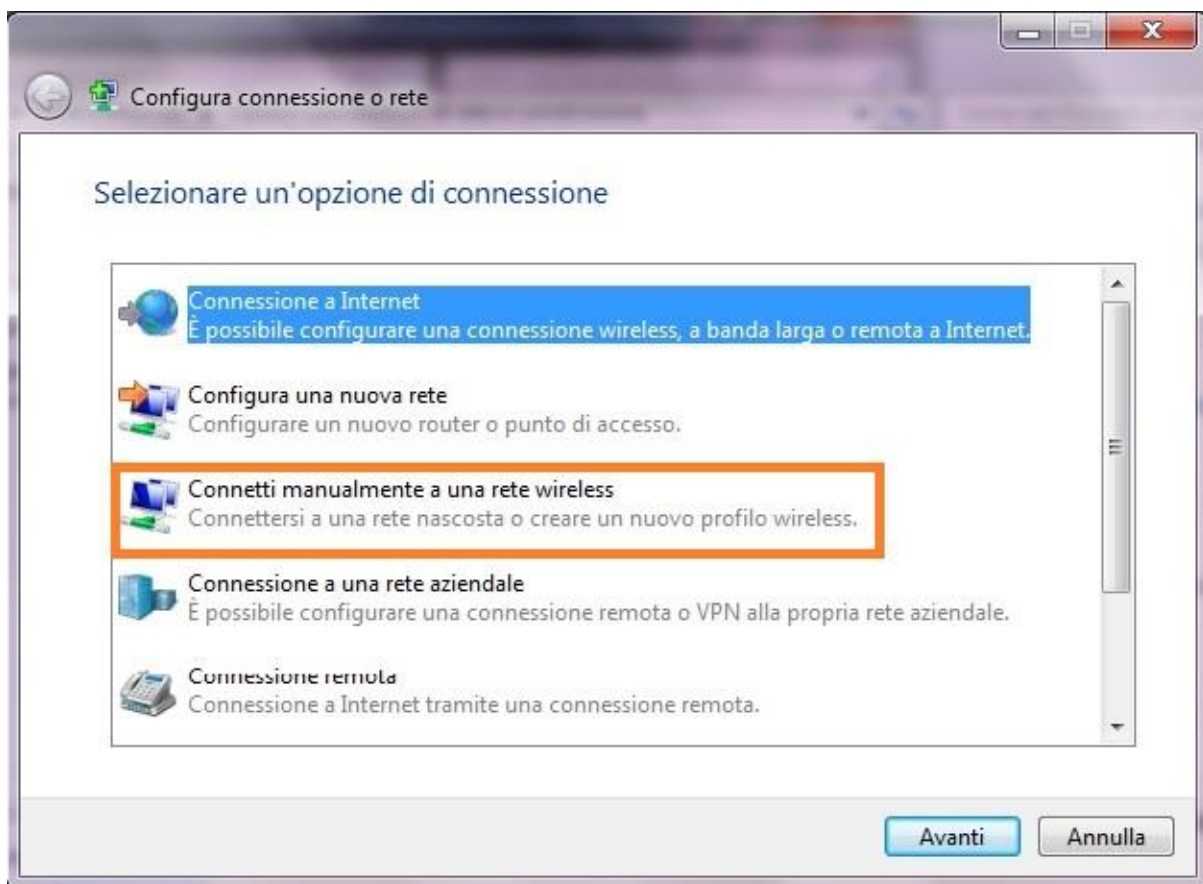 Configura connessione o rete
Selezionare un'opzione di connessione
Connessione a Internet
È possibile configurare una connessione wireless, a banda larga o remota a Internet.
Configura una nuova rete
Configurare un nuovo router o punto di accesso.
Connetti manualmente a una rete wireless
Connettersi a una rete nascosta o creare un nuovo profilo wireless.
Connessione a una rete aziendale
È possibile configurare una connessione remota o VPN alla propria rete aziendale.
Connessione remota
Connessione a Internet tramite una connessione remota.
Avanti
Annulla